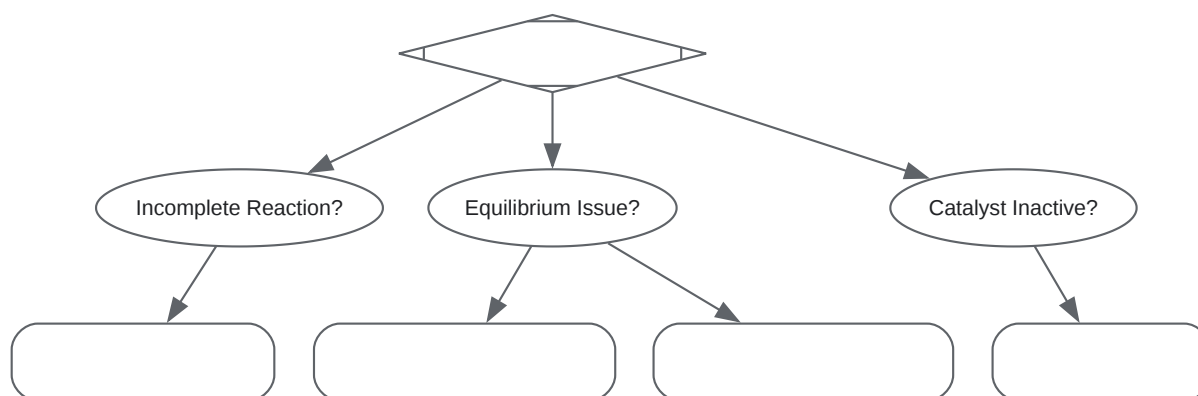 Incomplete Reaction?
Equilibrium Issue?
Catalyst Inactive?